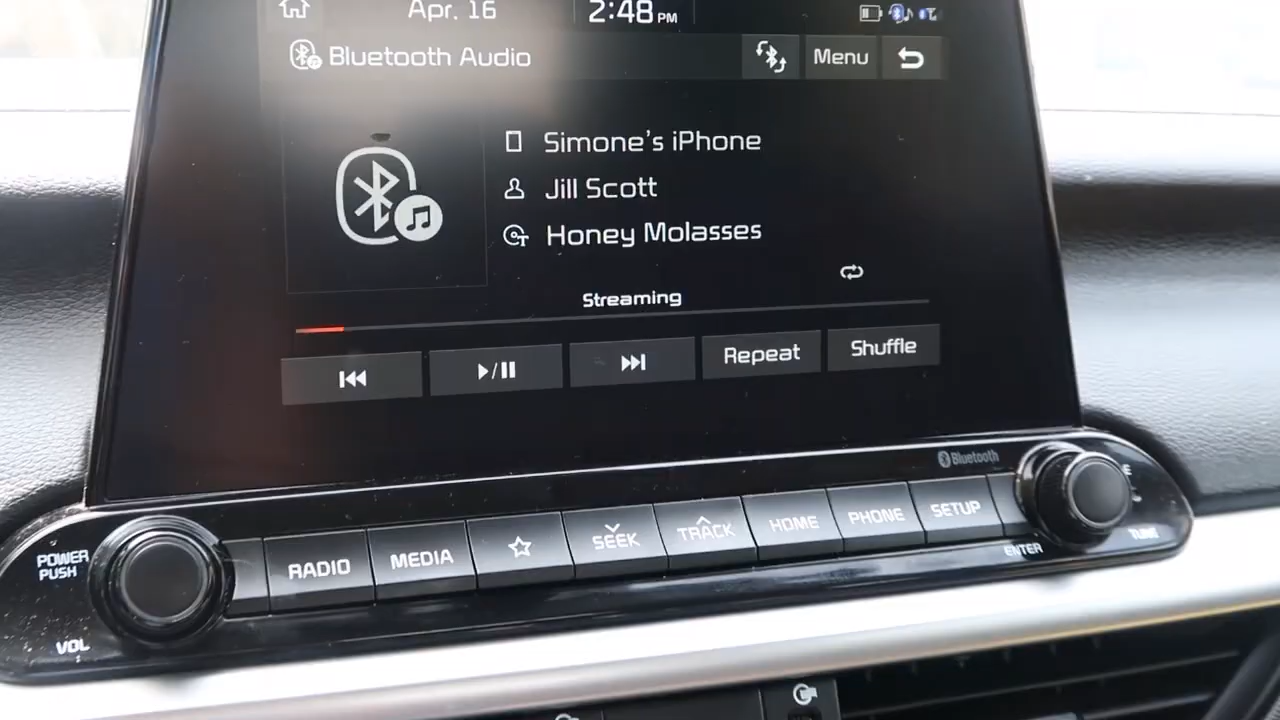 Apr. 16 2:48 PM
Bluetooth Audio Menu
Simone's iPhone
Jill Scott
Honey Molasses
Streaming
Repeat Shuffle
Bluetooth
POWER
PUSH
VOL
RADIO MEDIA SEEK TRACK HOME PHONE SETUP
ENTER TUNE